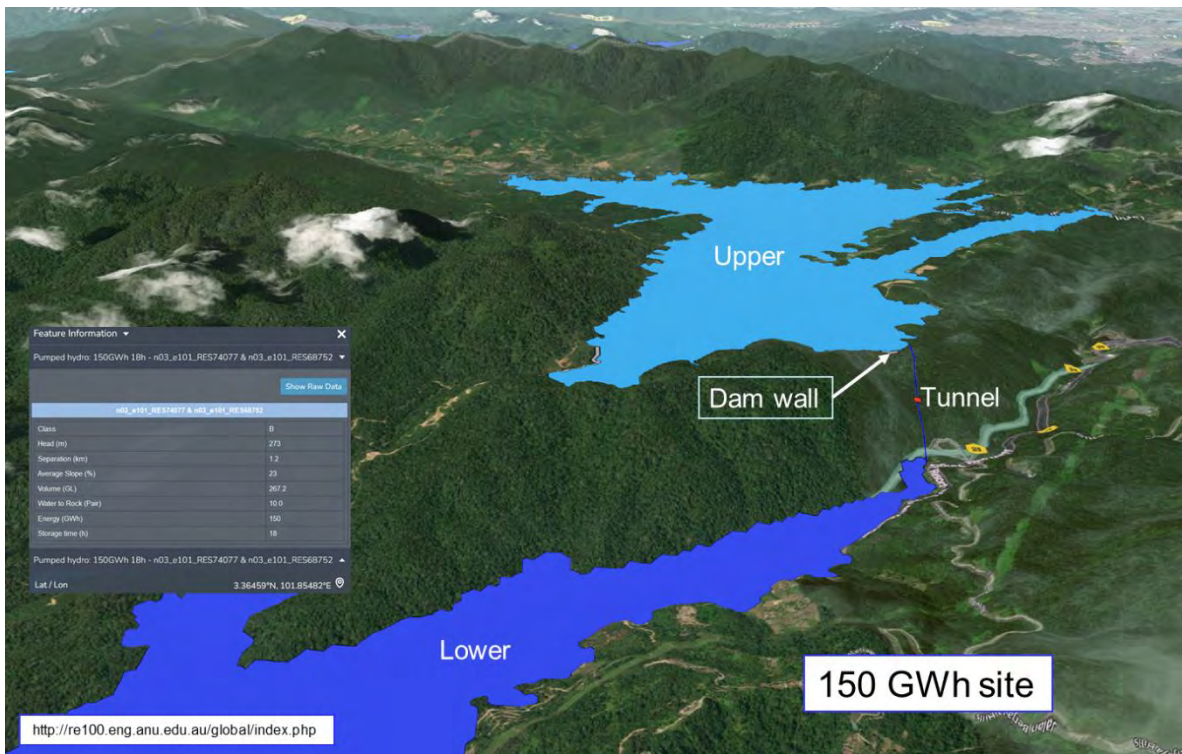 Upper
Feature Information
Pumped hydro: 150GWh 18h - n03_e101_RES74077 & n03_e101_RES68752
Show Raw Data
n03_e101_RES74077 & n03_e101_RES68752
Class B
Head (m) 273
Separation (km) 1.2
Average Slope (%) 23
Volume (GL) 267.2
Water to Rock (Pair) 10.0
Energy (GWh) 150
Storage time (h) 18
Pumped hydro: 150GWh 18h - n03_e101_RES74077 & n03_e101_RES68752
Lat / Lon 3.36459°N, 101.85482°E
Dam wall
Tunnel
Lower
150 GWh site
http://re100.eng.anu.edu.au/global/index.php